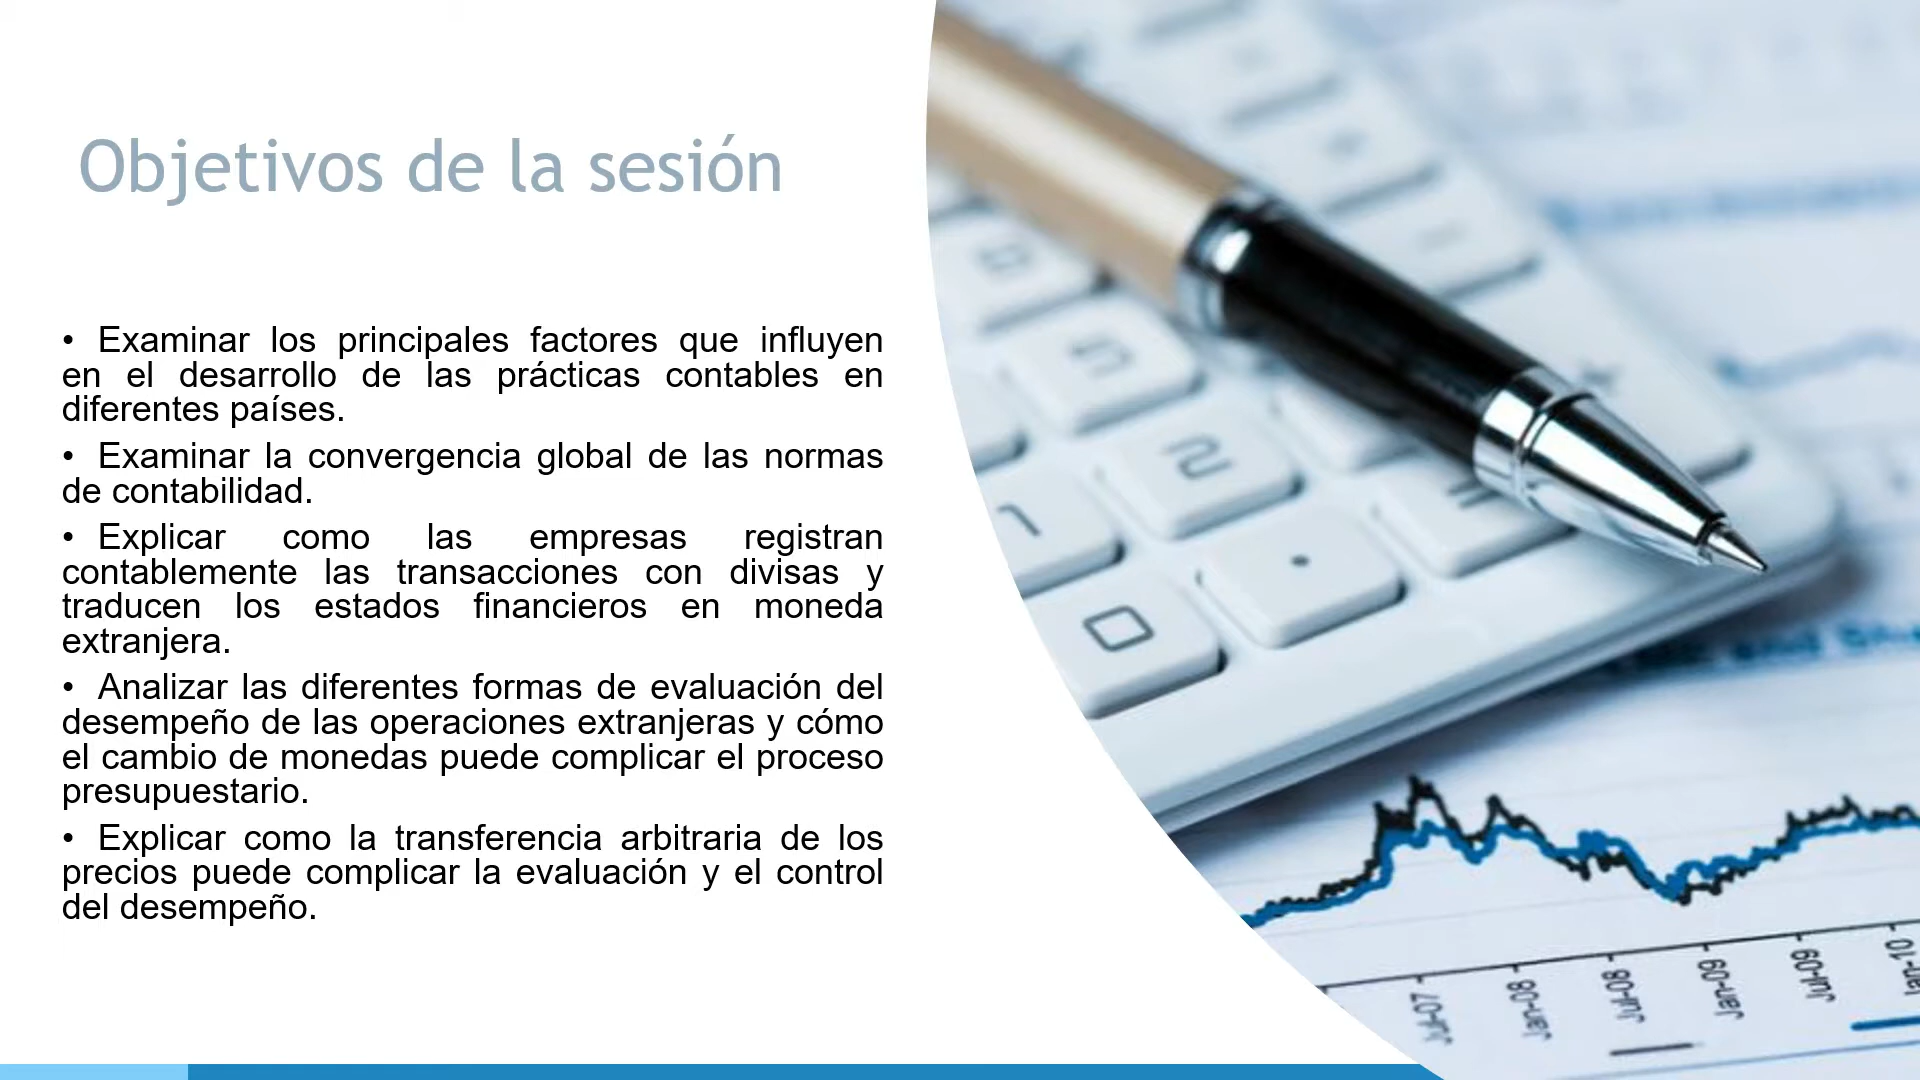 Objetivos de la sesión
• Examinar los principales factores que influyen
en el desarrollo de las prácticas contables en
diferentes países.
• Examinar la convergencia global de las normas
de contabilidad.
• Explicar como las empresas registran
contablemente las transacciones con divisas y
traducen los estados financieros en moneda
extranjera.
• Analizar las diferentes formas de evaluación del
desempeño de las operaciones extranjeras y cómo
el cambio de monedas puede complicar el proceso
presupuestario.
• Explicar como la transferencia arbitraria de los
precios puede complicar la evaluación y el control
del desempeño.
5
2
1
0
Jul-07
Jan-08
Jul-08
Jan-09
Jul-09